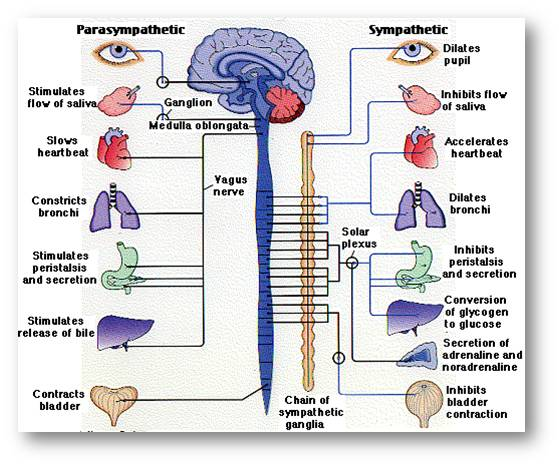 Parasympathetic
Sympathetic
Dilates
pupil
Stimulates
flow of saliva
Ganglion
Medulla oblongata
Inhibits flow
of saliva
Slows
heartbeat
Accelerates
heartbeat
Vagus
nerve
Constricts
bronchi
Dilates
bronchi
Solar
plexus
Stimulates
peristalsis
and secretion
Inhibits
peristalsis
and secretion
Stimulates
release of bile
Conversion
of glycogen
to glucose
Secretion of
adrenaline and
noradrenaline
Contracts
bladder
Chain of
sympathetic
ganglia
Inhibits
bladder
contraction